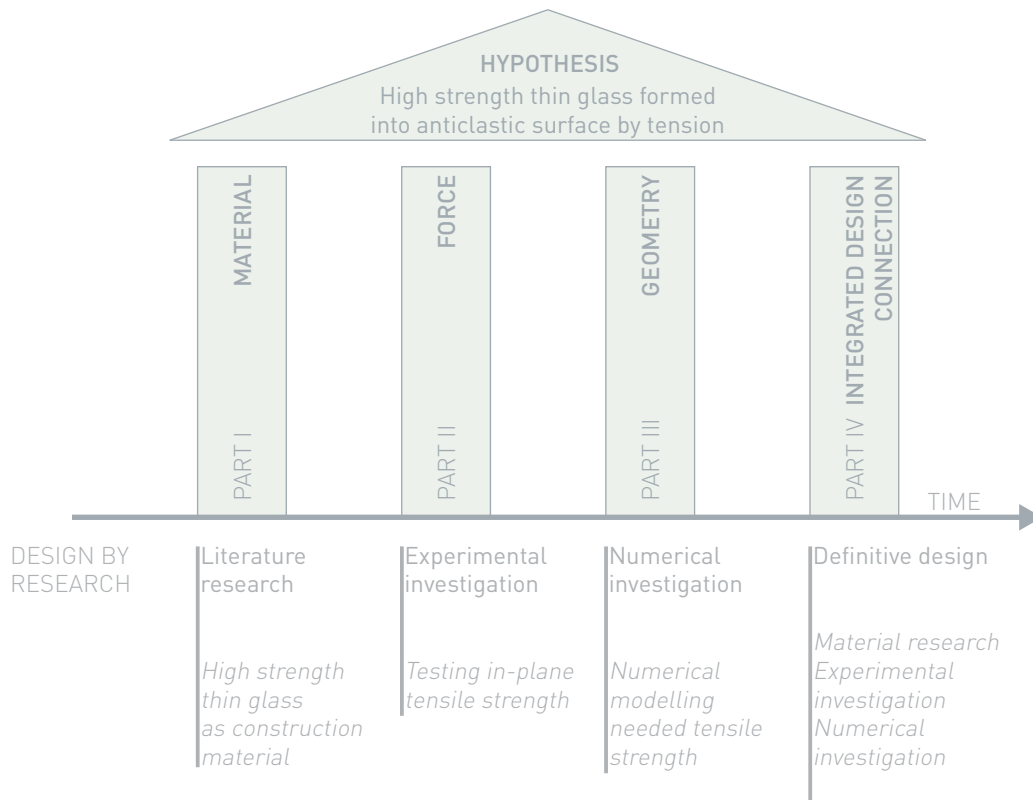 HYPOTHESIS
High strength thin glass formed
into anticlastic surface by tension
PART I MATERIAL
PART II FORCE
PART III GEOMETRY
PART IV INTEGRATED DESIGN
CONNECTION
TIME
DESIGN BY
RESEARCH
Literature
research
High strength
thin glass
as construction
material
Experimental
investigation
Testing in-plane
tensile strength
Numerical
investigation
Numerical
modelling
needed tensile
strength
Definitive design
Material research
Experimental
investigation
Numerical
investigation